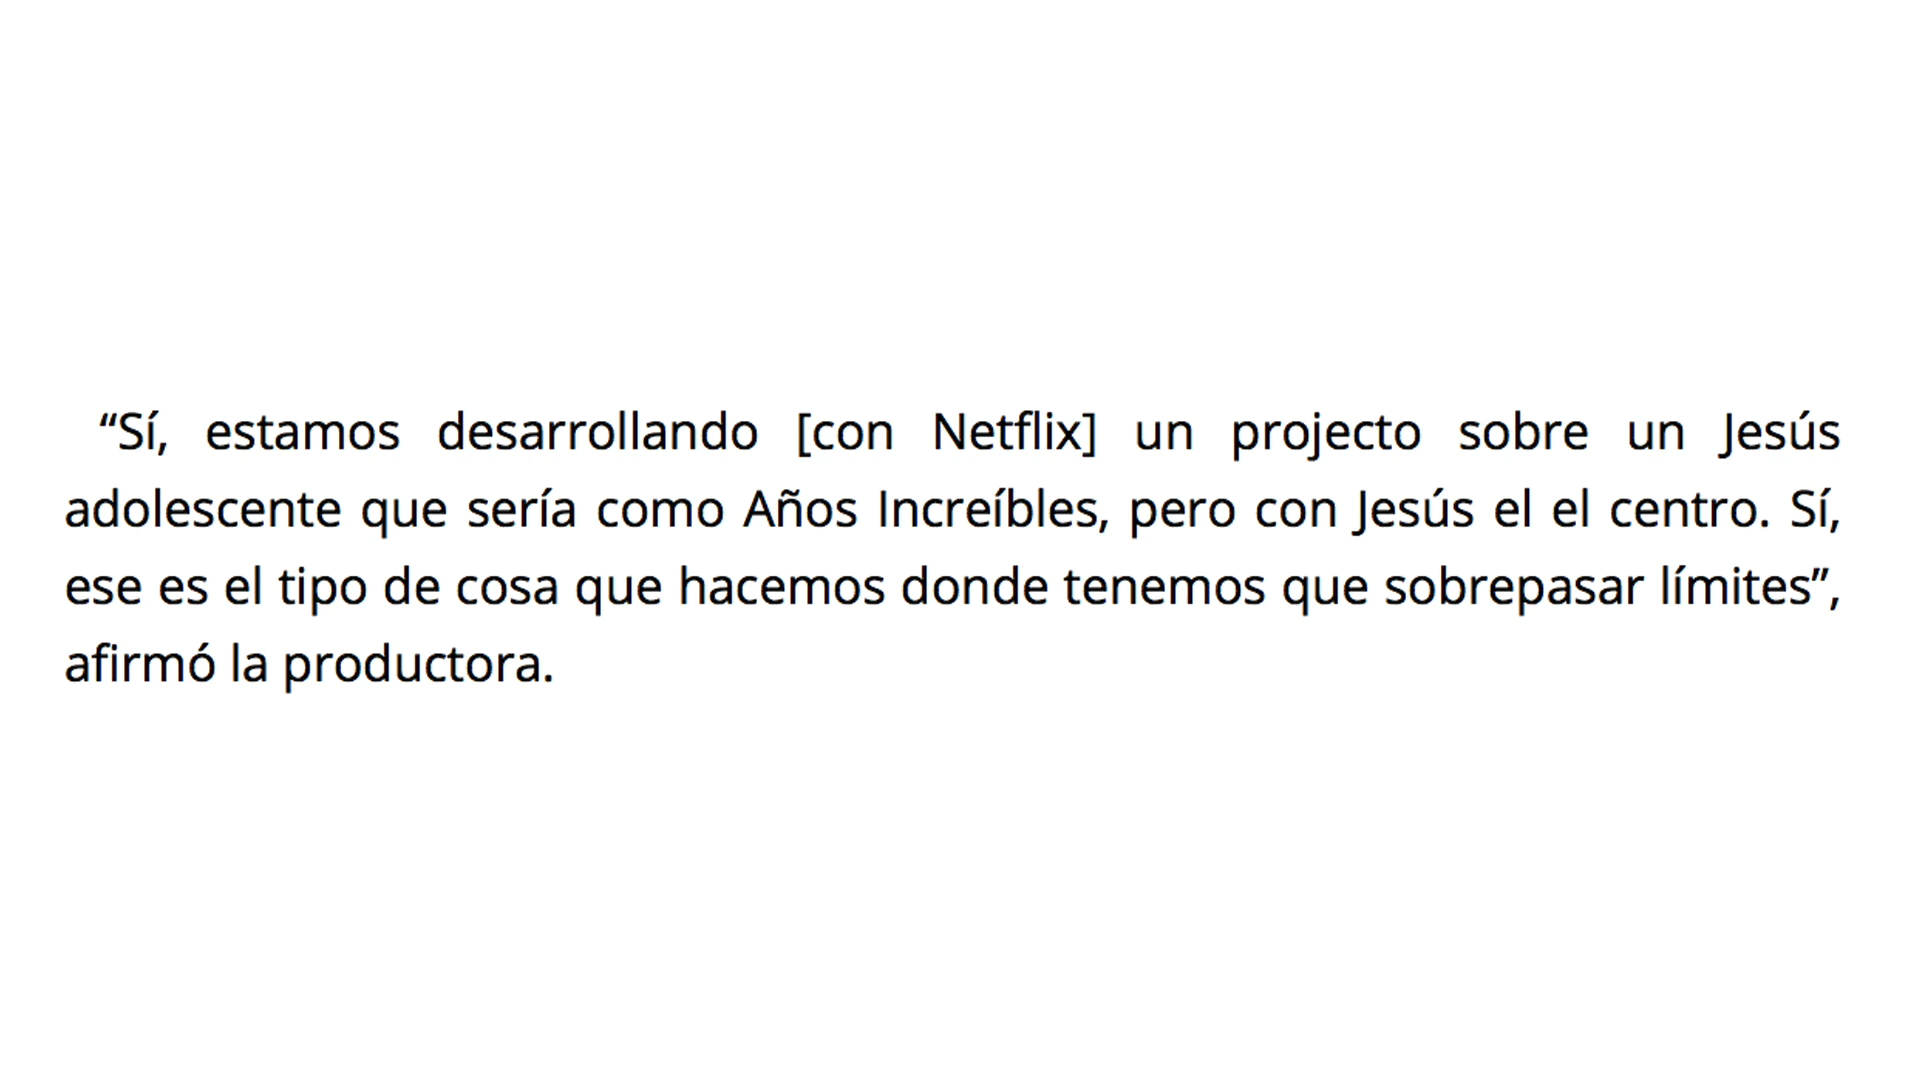 “Sí, estamos desarrollando [con Netflix] un projecto sobre un Jesús
adolescente que sería como Años Increíbles, pero con Jesús el el centro. Sí,
ese es el tipo de cosa que hacemos donde tenemos que sobrepasar límites”,
afirmó la productora.